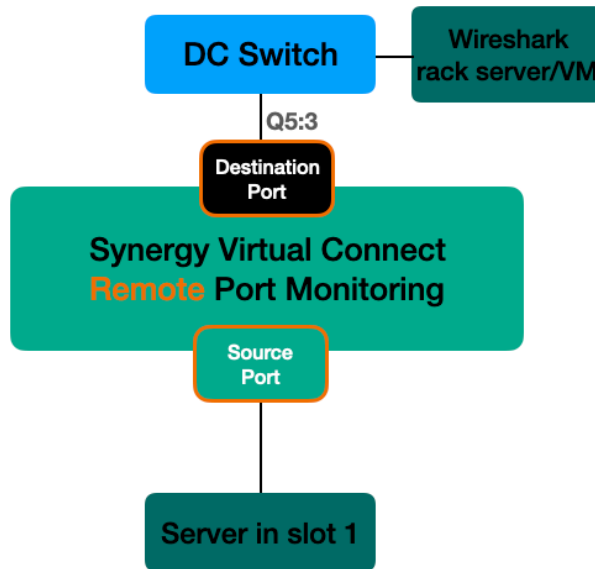 DC Switch
Wireshark
rack server/VM
Q5:3
Destination
Port
Synergy Virtual Connect
Remote Port Monitoring
Source
Port
Server in slot 1